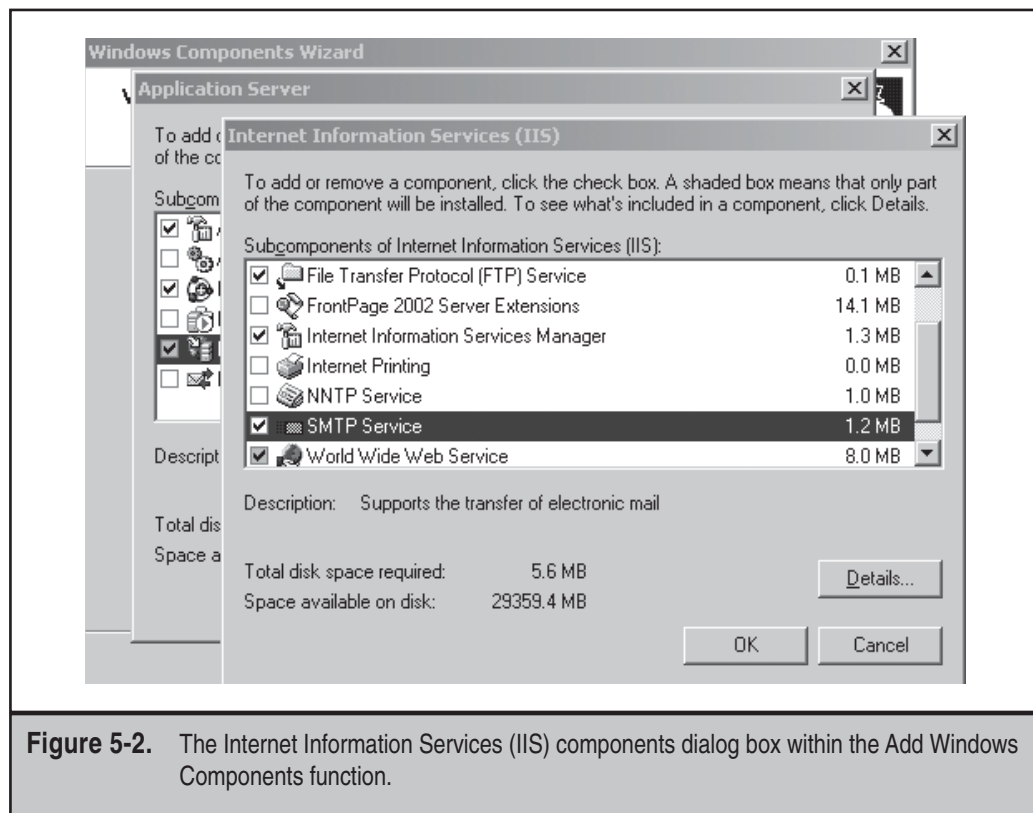 Windows Components Wizard
Application Server
To add
of the
Internet Information Services (IIS)
To add or remove a component, click the check box. A shaded box means that only part
of the component will be installed. To see what's included in a component, click Details.
Subcomponents of Internet Information Services (IIS):
File Transfer Protocol (FTP) Service 0.1 MB
FrontPage 2002 Server Extensions 14.1 MB
Internet Information Services Manager 1.3 MB
Internet Printing 0.0 MB
NNTP Service 1.0 MB
SMTP Service 1.2 MB
World Wide Web Service 8.0 MB
Subcom
Descript
Description: Supports the transfer of electronic mail
Total dis
Space a
Total disk space required: 5.6 MB
Space available on disk: 29359.4 MB
Details...
OK Cancel
Figure 5-2. The Internet Information Services (IIS) components dialog box within the Add Windows
Components function.